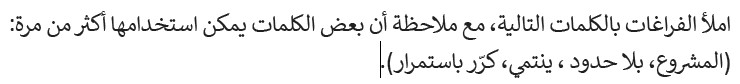 املأ الفراغات بالكلمات التالية، مع ملاحظة أن بعض الكلمات يمكن استخدامها أكثر من مرة:
(المشروع، بلا حدود ، ينتمي، كرّر باستمرار).